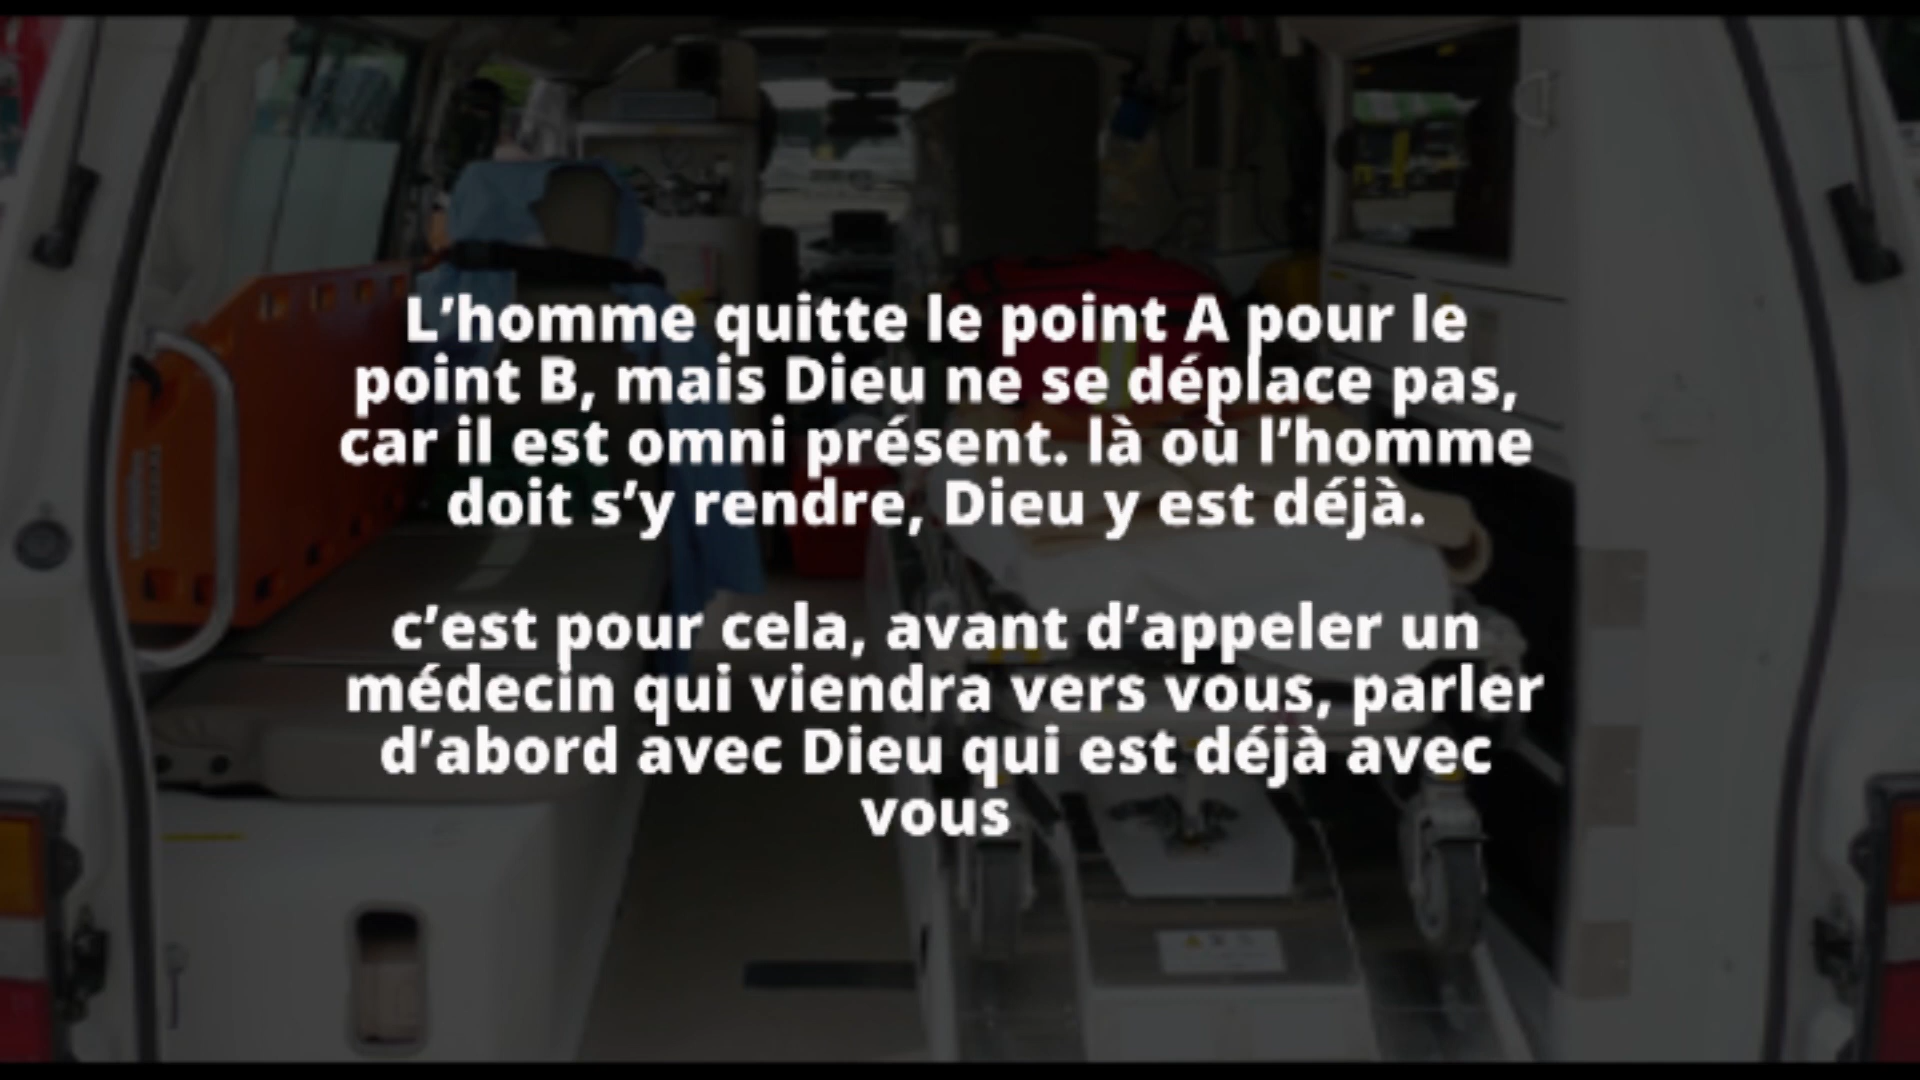 L’homme quitte le point A pour le
point B, mais Dieu ne se déplace pas,
car il est omni présent. là où l’homme
doit s’y rendre, Dieu y est déjà.
c’est pour cela, avant d’appeler un
médecin qui viendra vers vous, parler
d’abord avec Dieu qui est déjà avec
vous